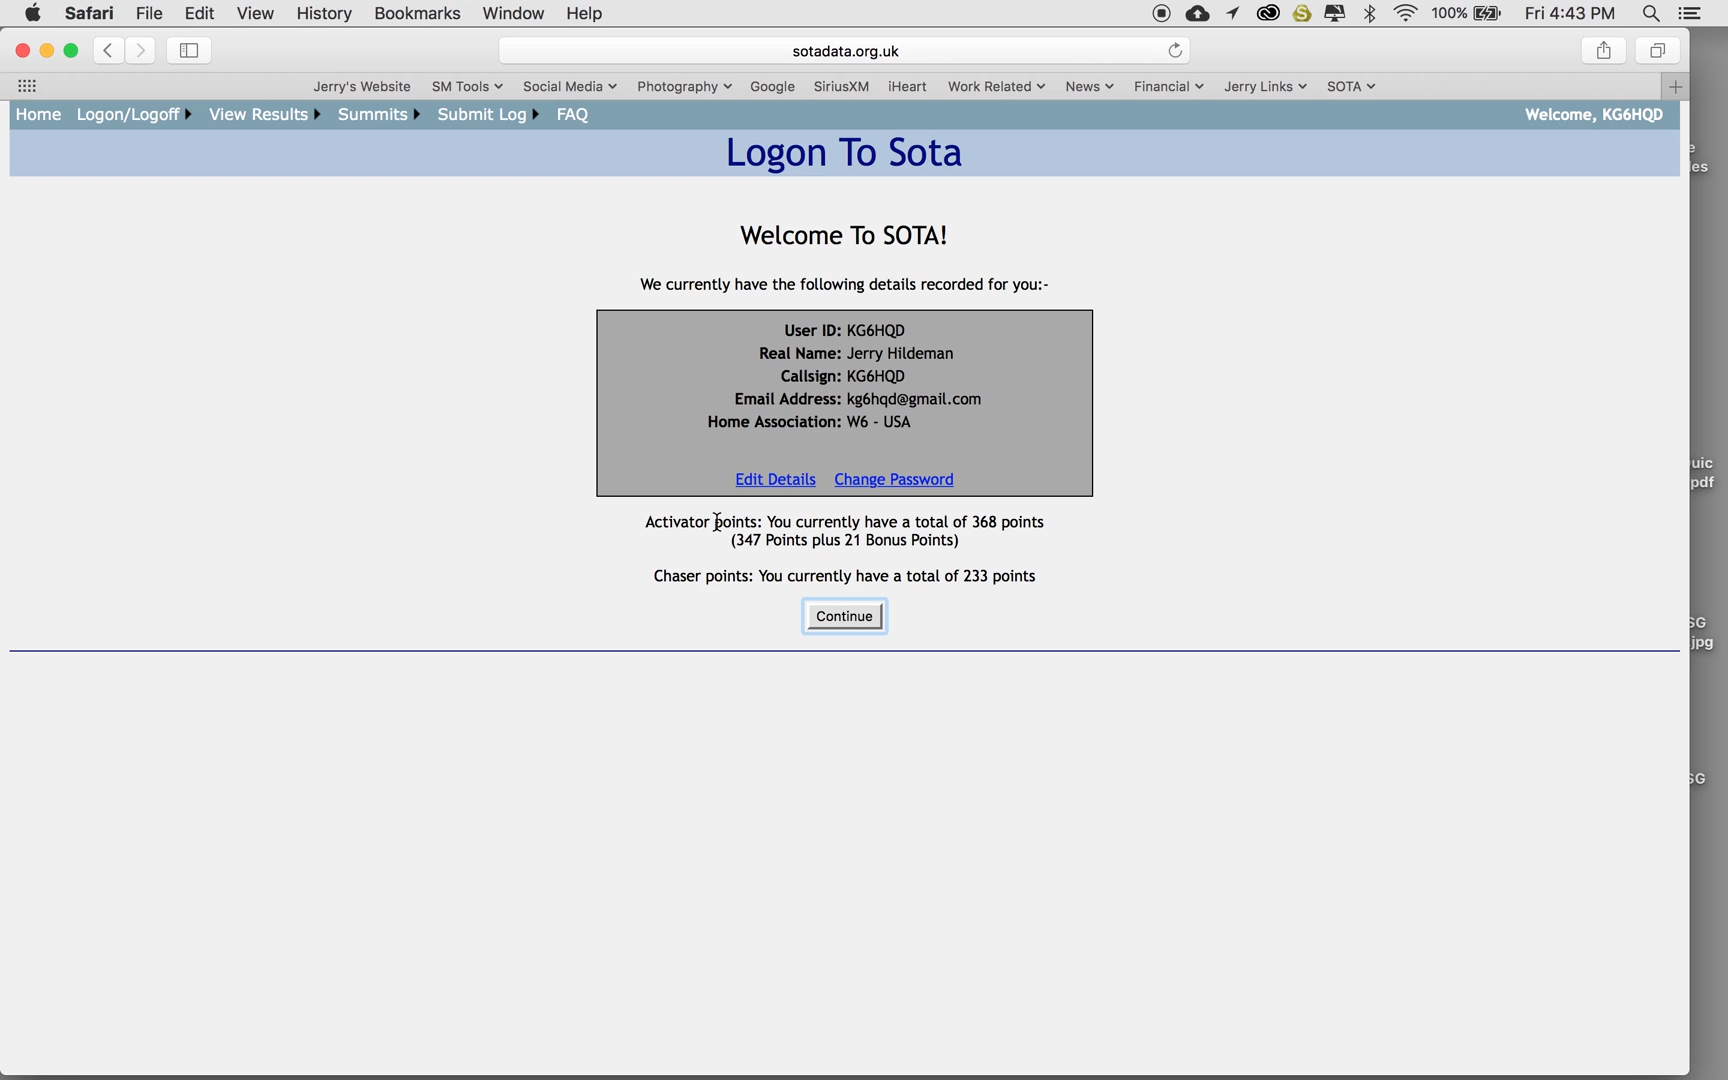 Safari File Edit View History Bookmarks Window Help 100% Fri 4:43 PM
sotadata.org.uk
Jerry's Website SM Tools Social Media Photography Google SiriusXM iHeart Work Related News Financial Jerry Links SOTA
Home Logon/Logoff View Results Summits Submit Log FAQ Welcome, KG6HQD
Logon To Sota
Welcome To SOTA!
We currently have the following details recorded for you:-
User ID: KG6HQD
Real Name: Jerry Hildeman
Callsign: KG6HQD
Email Address: kg6hqd@gmail.com
Home Association: W6 - USA
Edit Details Change Password
Activator points: You currently have a total of 368 points
(347 Points plus 21 Bonus Points)
Chaser points: You currently have a total of 233 points
Continue